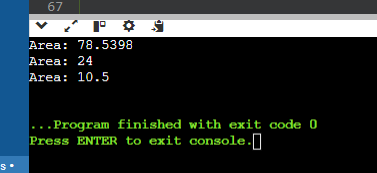 67
Area: 78.5398
Area: 24
Area: 10.5
...Program finished with exit code 0
Press ENTER to exit console.
s •